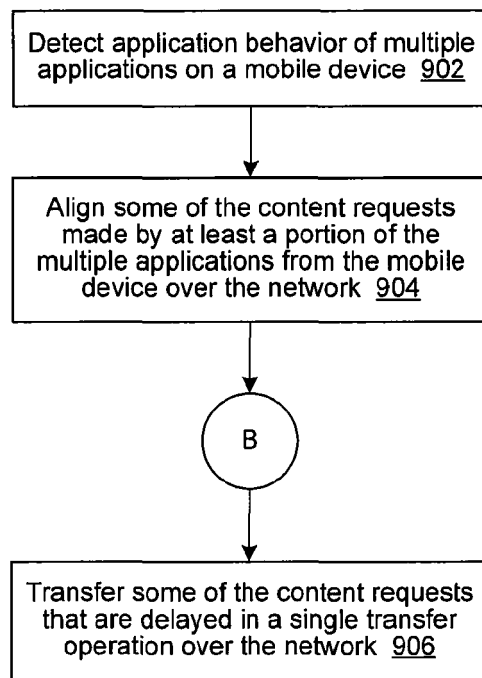 Detect application behavior of multiple
applications on a mobile device 902
Align some of the content requests
made by at least a portion of the
multiple applications from the mobile
device over the network 904
B
Transfer some of the content requests
that are delayed in a single transfer
operation over the network 906